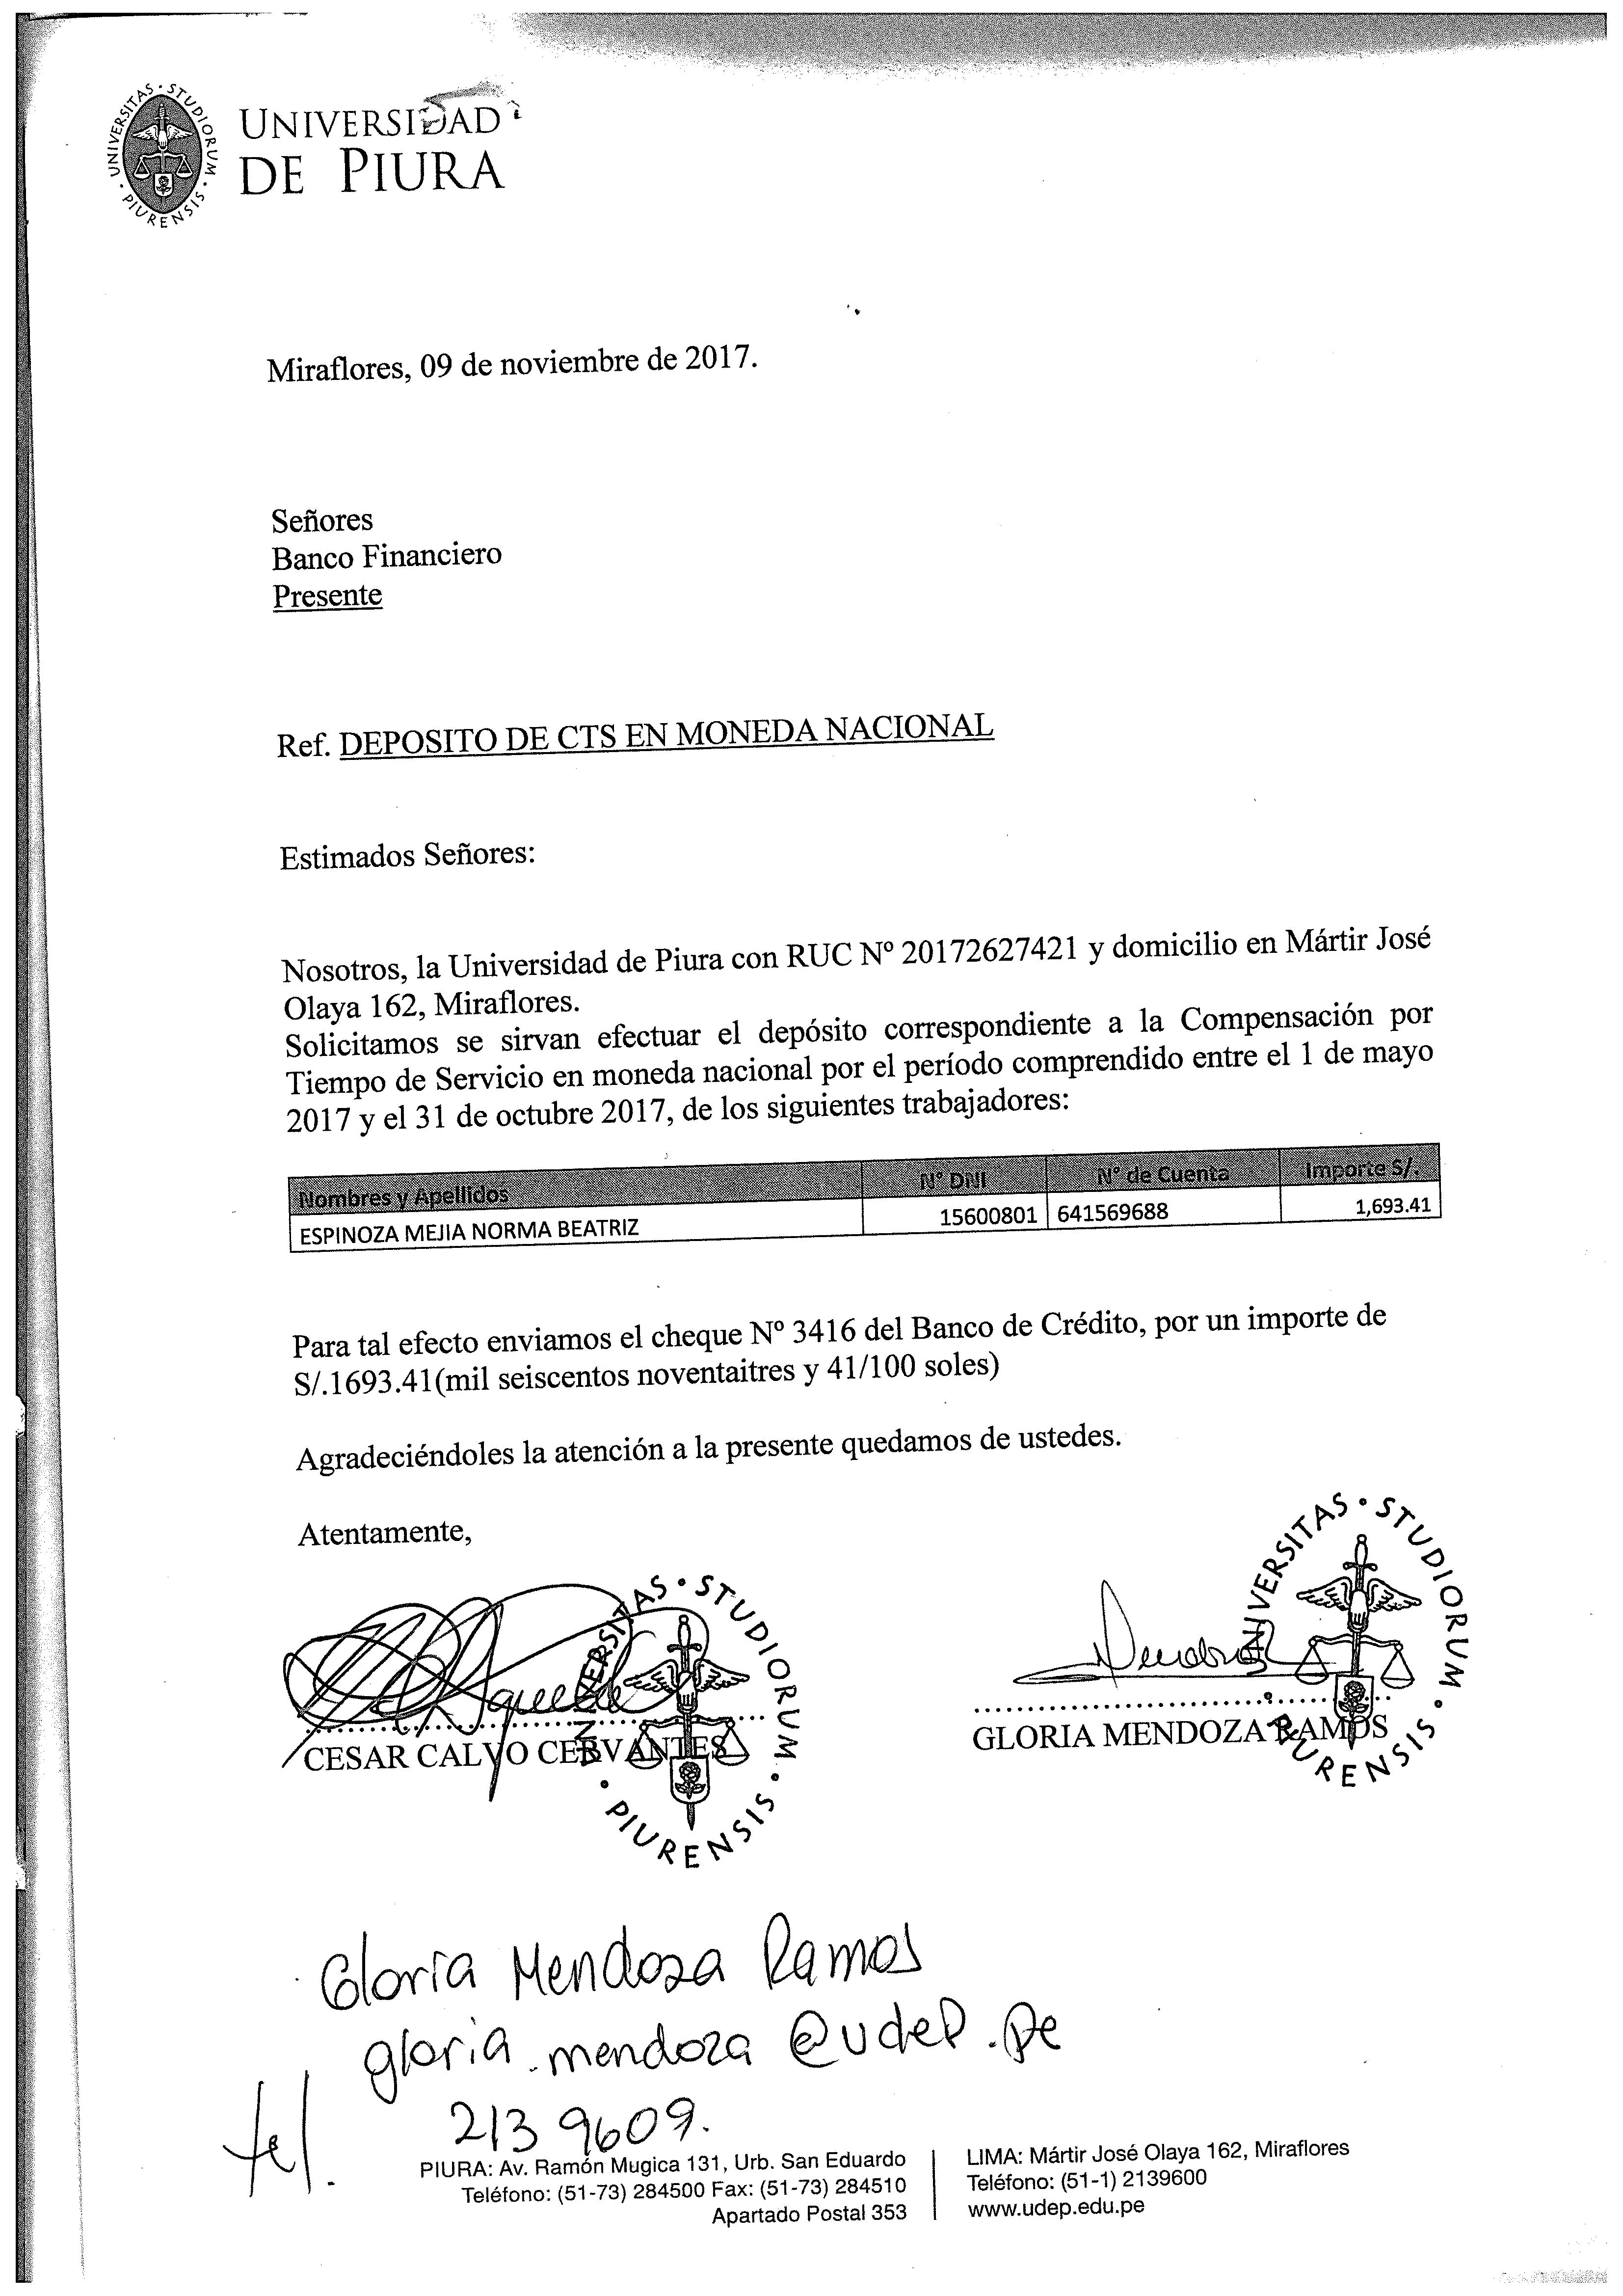 UNIVERSITAS • STUDIORUM • PIURENSIS •
UNIVERSIDAD
DE PIURA
Miraflores, 09 de noviembre de 2017.
Señores
Banco Financiero
Presente
Ref. DEPOSITO DE CTS EN MONEDA NACIONAL
Estimados Señores:
Nosotros, la Universidad de Piura con RUC Nº 20172627421 y domicilio en Mártir José
Olaya 162, Miraflores.
Solicitamos se sirvan efectuar el depósito correspondiente a la Compensación por
Tiempo de Servicio en moneda nacional por el período comprendido entre el 1 de mayo
2017 y el 31 de octubre 2017, de los siguientes trabajadores:
Nombres y Apellidos N° DNI N° de Cuenta Importe S/.
ESPINOZA MEJIA NORMA BEATRIZ 15600801 641569688 1,693.41
Para tal efecto enviamos el cheque Nº 3416 del Banco de Crédito, por un importe de
S/.1693.41(mil seiscentos noventaitres y 41/100 soles)
Agradeciéndoles la atención a la presente quedamos de ustedes.
Atentamente,
UNIVERSITAS • STUDIORUM • PIURENSIS •
UNIVERSITAS • STUDIORUM • PIURENSIS •
CESAR CALVO CERVANTES
GLORIA MENDOZA RAMOS
Gloria Mendoza Ramos
gloria.mendoza @udep.pe
tel. 213 9609.
PIURA: Av. Ramón Mugica 131, Urb. San Eduardo
Teléfono: (51-73) 284500 Fax: (51-73) 284510
Apartado Postal 353
LIMA: Mártir José Olaya 162, Miraflores
Teléfono: (51-1) 2139600
www.udep.edu.pe